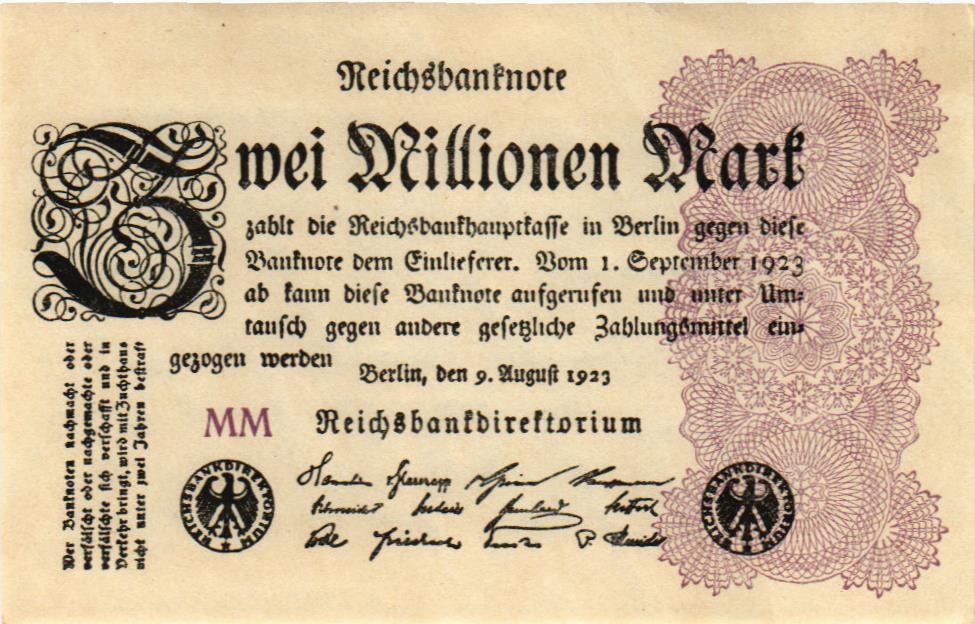 Reichsbanknote
Zwei Millionen Mark
zahlt die Reichsbankhauptkasse in Berlin gegen diese
Banknote dem Einlieferer. Vom 1. September 1923
ab kann diese Banknote aufgerufen und unter Um-
tausch gegen andere gesetzliche Zahlungsmittel ein-
gezogen werden
Berlin, den 9. August 1923
MM
Reichsbankdirektorium
REICHSBANKDIREKTORIUM
REICHSBANKDIREKTORIUM
Wer Banknoten nachmacht oder
verfälscht oder nachgemachte oder
verfälschte sich verschafft und in
Verkehr bringt, wird mit Zuchthaus
nicht unter zwei Jahren bestraft